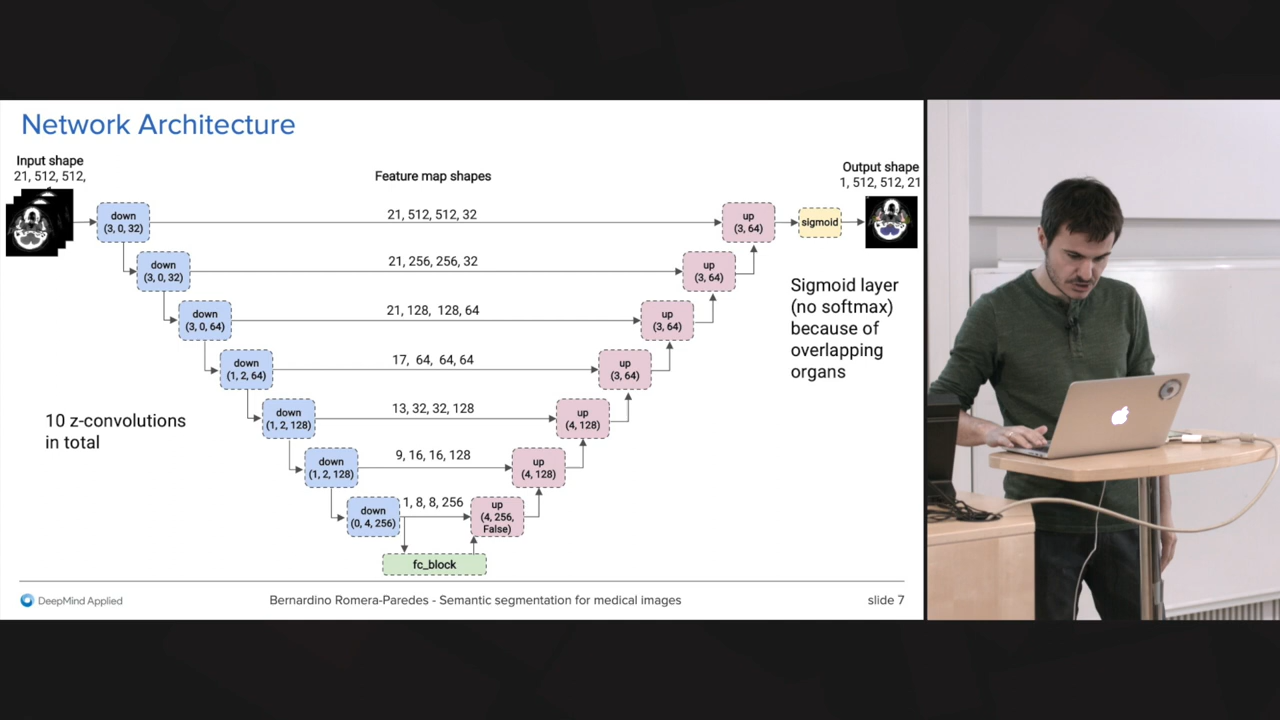 Network Architecture
Input shape
21, 512, 512,
Feature map shapes
Output shape
1, 512, 512, 21
down
(3, 0, 32)
21, 512, 512, 32
up
(3, 64)
sigmoid
down
(3, 0, 32)
21, 256, 256, 32
up
(3, 64)
down
(3, 0, 64)
21, 128, 128, 64
up
(3, 64)
Sigmoid layer
(no softmax)
because of
overlapping
organs
down
(1, 2, 64)
17, 64, 64, 64
up
(3, 64)
10 z-convolutions
in total
down
(1, 2, 128)
13, 32, 32, 128
up
(4, 128)
down
(1, 2, 128)
9, 16, 16, 128
up
(4, 128)
down
(0, 4, 256)
1, 8, 8, 256
up
(4, 256,
False)
fc_block
DeepMind Applied
Bernardino Romera-Paredes - Semantic segmentation for medical images
slide 7